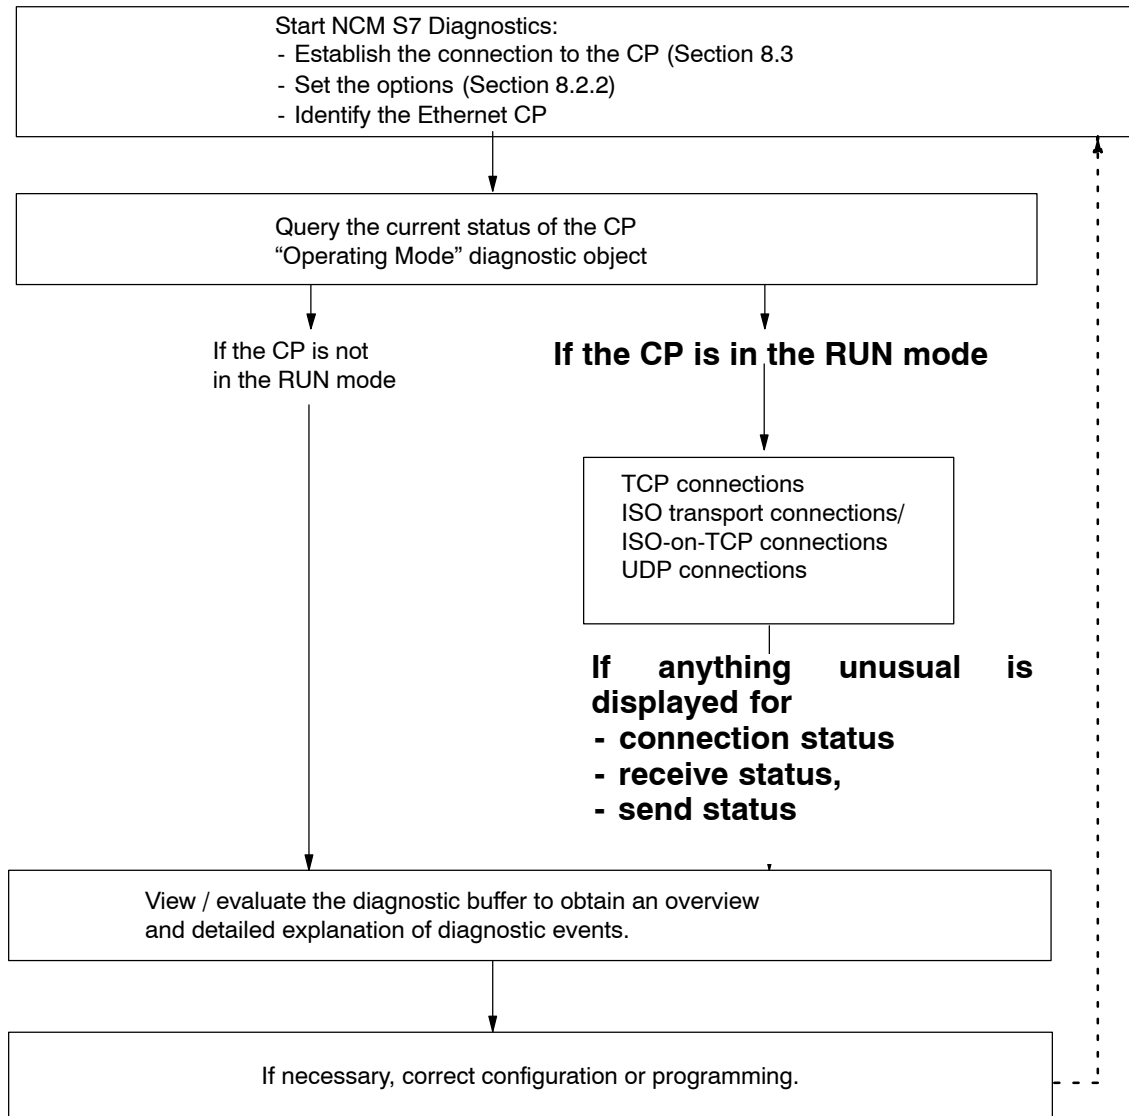 Start NCM S7 Diagnostics:
- Establish the connection to the CP (Section 8.3
- Set the options (Section 8.2.2)
- Identify the Ethernet CP
Query the current status of the CP
“Operating Mode” diagnostic object
If the CP is not
in the RUN mode
If the CP is in the RUN mode
TCP connections
ISO transport connections/
ISO-on-TCP connections
UDP connections
If anything unusual is
displayed for
- connection status
- receive status,
- send status
View / evaluate the diagnostic buffer to obtain an overview
and detailed explanation of diagnostic events.
If necessary, correct configuration or programming.